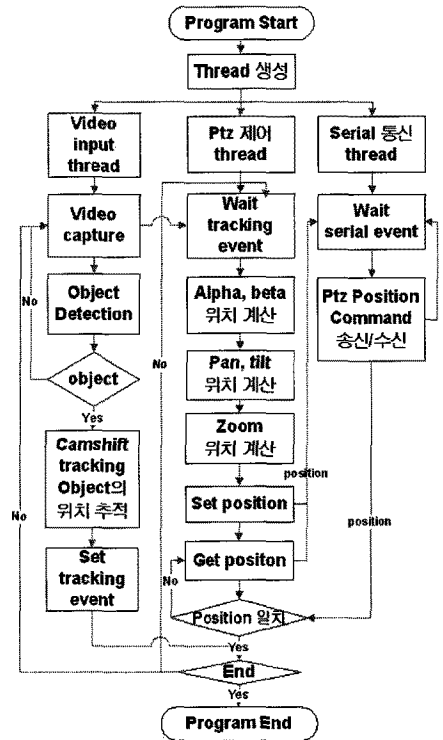 Program Start
Thread 생성
Video
input
thread
Ptz 제어
thread
Serial 통신
thread
Video
capture
Wait
tracking
event
Wait
serial event
No
Object
Detection
Alpha, beta
위치 계산
Ptz Position
Command
송신/수신
object
No
Pan, tilt
위치 계산
Yes
Camshift
tracking
Object의
위치 추적
Zoom
위치 계산
position
No
Set position
position
Set
tracking
event
Get positon
No
Position 일치
Yes
End
Yes
Program End